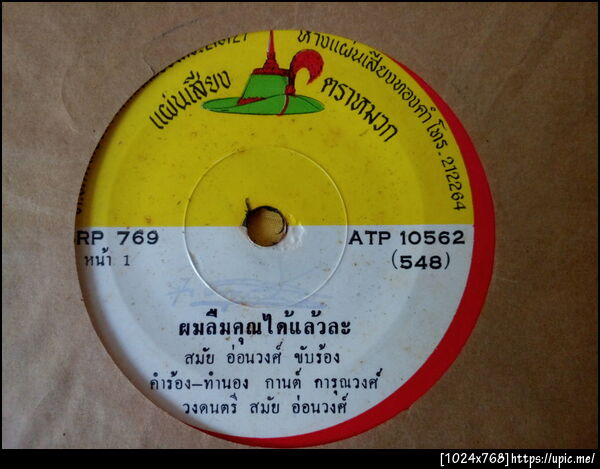 ห้างแผ่นเสียงทองคำ โทร. 212264
แผ่นเสียง ตราหมวก
RP 769
ATP 10562
หน้า 1
(548)
ผมลืมคุณได้แล้วละ
สมัย อ่อนวงศ์ ขับร้อง
คำร้อง–ทำนอง กานต์ การุณวงศ์
วงดนตรี สมัย อ่อนวงศ์
[1024x768]https://upic.me/